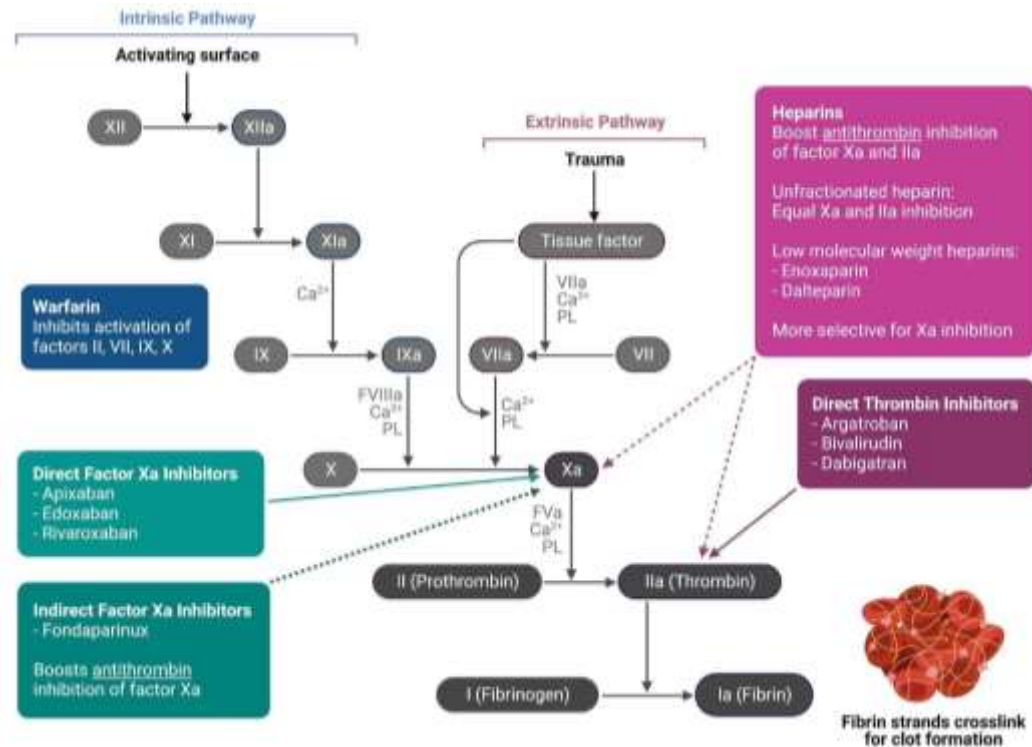 Intrinsic Pathway
Activating surface
XII
XIIa
Extrinsic Pathway
Trauma
Heparins
Boost antithrombin inhibition
of factor Xa and IIa
Unfractionated heparin:
Equal Xa and IIa inhibition
Low molecular weight heparins:
- Enoxaparin
- Dalteparin
More selective for Xa inhibition
XI
XIa
Tissue factor
Ca²⁺
VIIa
Ca²⁺
PL
Warfarin
Inhibits activation of
factors II, VII, IX, X
IX
IXa
VIIa
VII
FVIIIa
Ca²⁺
PL
Ca²⁺
PL
Direct Thrombin Inhibitors
- Argatroban
- Bivalirudin
- Dabigatran
X
Xa
Direct Factor Xa Inhibitors
- Apixaban
- Edoxaban
- Rivaroxaban
FVa
Ca²⁺
PL
II (Prothrombin)
IIa (Thrombin)
Indirect Factor Xa Inhibitors
- Fondaparinux
Boosts antithrombin
inhibition of factor Xa
I (Fibrinogen)
Ia (Fibrin)
Fibrin strands crosslink
for clot formation